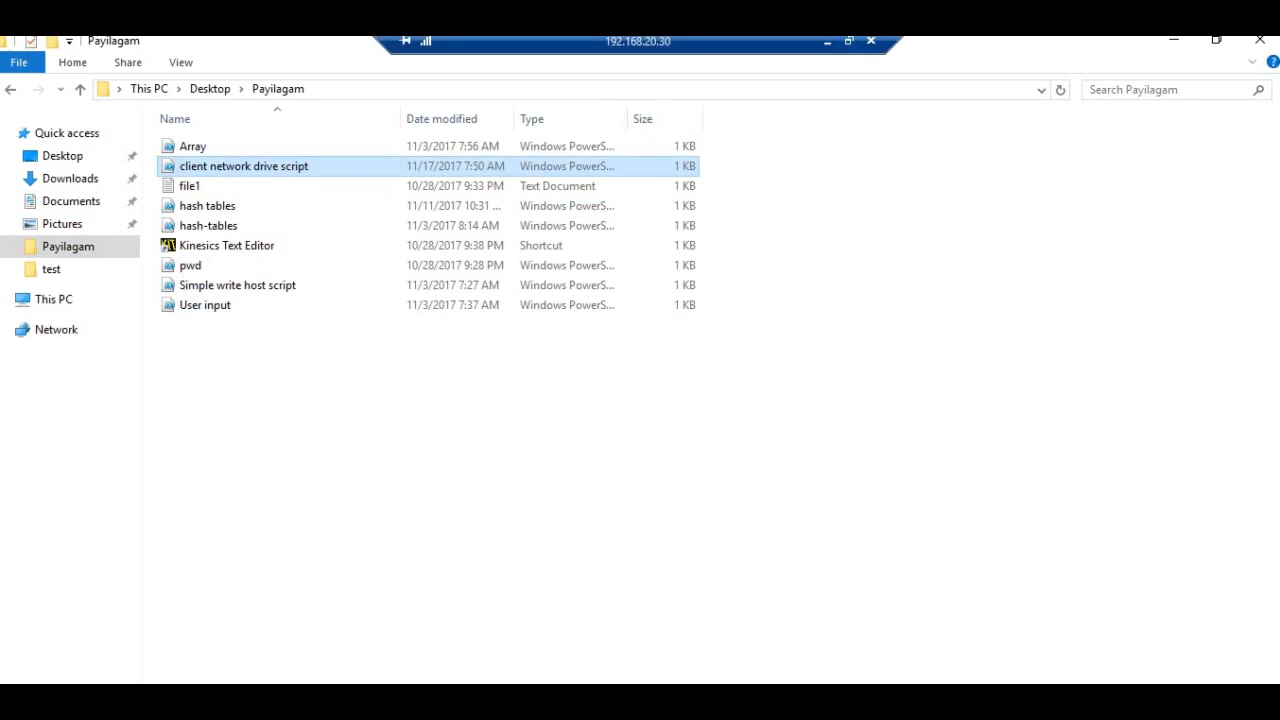 Payilagam 192.168.20.30
File Home Share View
This PC Desktop Payilagam Search Payilagam
Name Date modified Type Size
Quick access
Desktop
Downloads
Documents
Pictures
Payilagam
test
This PC
Network
Array 11/3/2017 7:56 AM Windows PowerS... 1 KB
client network drive script 11/17/2017 7:50 AM Windows PowerS... 1 KB
file1 10/28/2017 9:33 PM Text Document 1 KB
hash tables 11/11/2017 10:31 ... Windows PowerS... 1 KB
hash-tables 11/3/2017 8:14 AM Windows PowerS... 1 KB
Kinesics Text Editor 10/28/2017 9:38 PM Shortcut 1 KB
pwd 10/28/2017 9:28 PM Windows PowerS... 1 KB
Simple write host script 11/3/2017 7:27 AM Windows PowerS... 1 KB
User input 11/3/2017 7:37 AM Windows PowerS... 1 KB